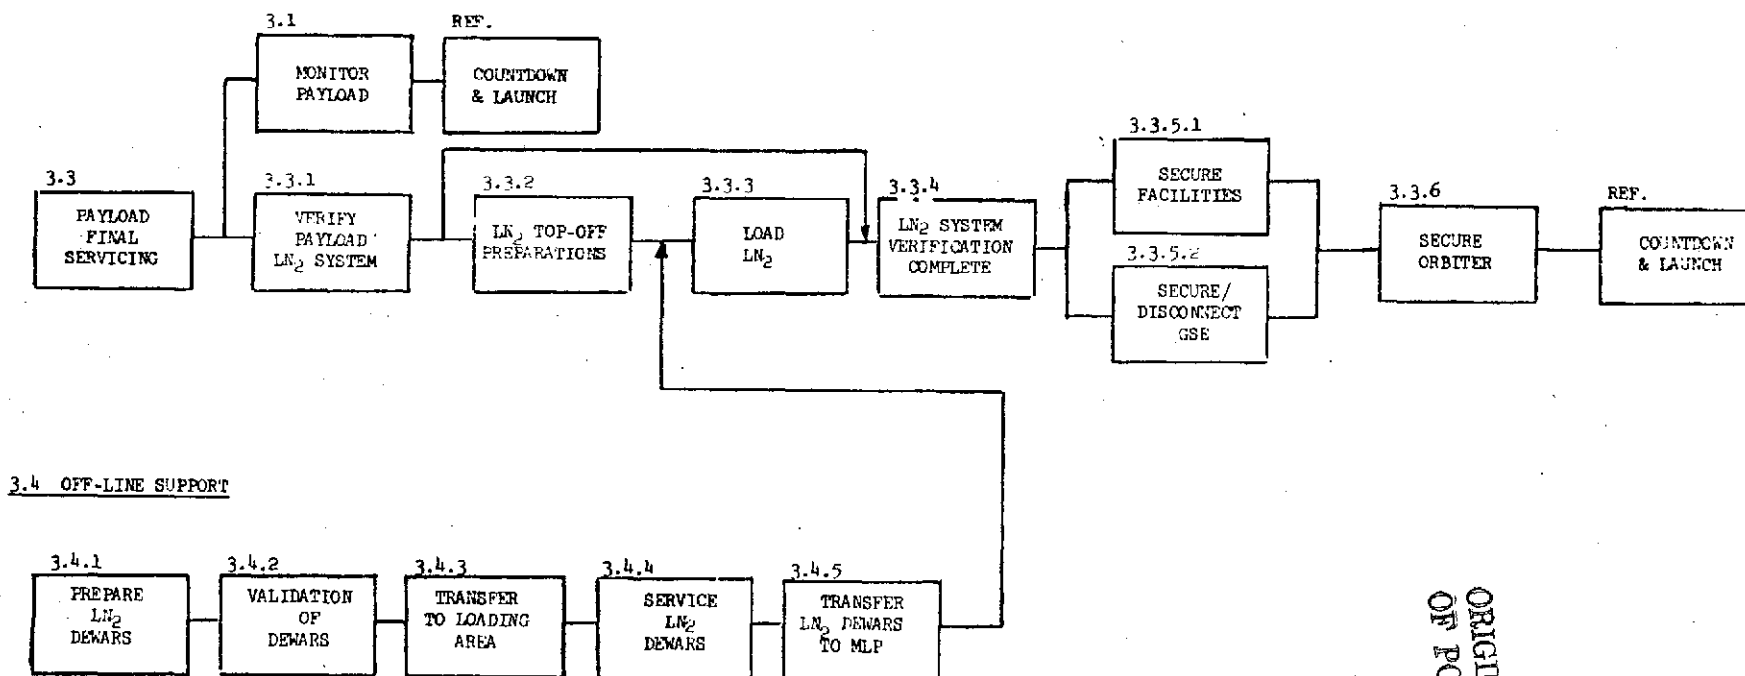 3.1
MONITOR
PAYLOAD
REF.
COUNTDOWN
& LAUNCH
3.3
PAYLOAD
FINAL
SERVICING
3.3.1
VERIFY
PAYLOAD
LN2 SYSTEM
3.3.2
LN2 TOP-OFF
PREPARATIONS
3.3.3
LOAD
LN2
3.3.4
LN2 SYSTEM
VERIFICATION
COMPLETE
3.3.5.1
SECURE
FACILITIES
3.3.5.2
SECURE/
DISCONNECT
GSE
3.3.6
SECURE
ORBITER
REF.
COUNTDOWN
& LAUNCH
3.4 OFF-LINE SUPPORT
3.4.1
PREPARE
LN2
DEWARS
3.4.2
VALIDATION
OF
DEWARS
3.4.3
TRANSFER
TO LOADING
AREA
3.4.4
SERVICE
LN2
DEWARS
3.4.5
TRANSFER
LN2 DEWARS
TO MLP
OF